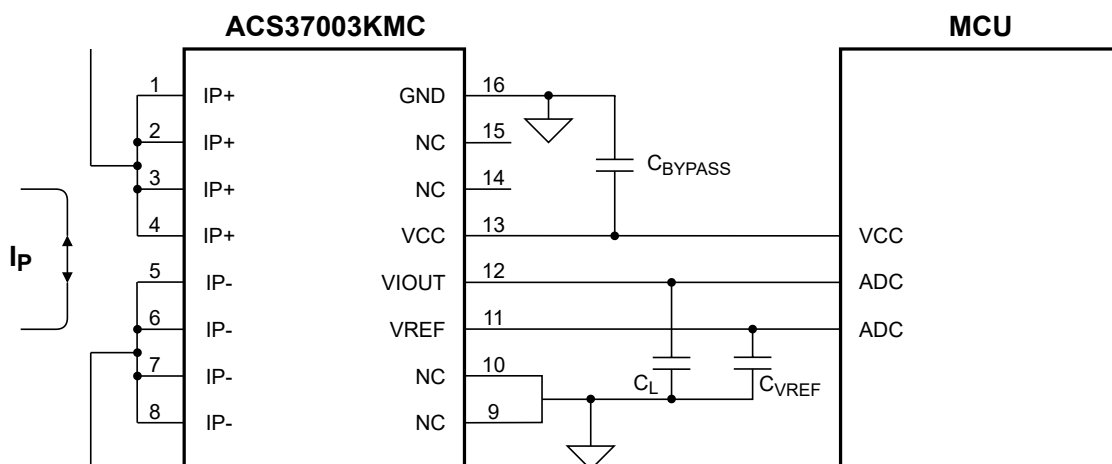 ACS37003KMC
MCU
1 IP+ GND 16
2 IP+ NC 15
CBYPASS
3 IP+ NC 14
4 IP+ VCC 13 VCC
IP
5 IP- VIOUT 12 ADC
6 IP- VREF 11 ADC
7 IP- NC 10
CL
CVREF
8 IP- NC 9